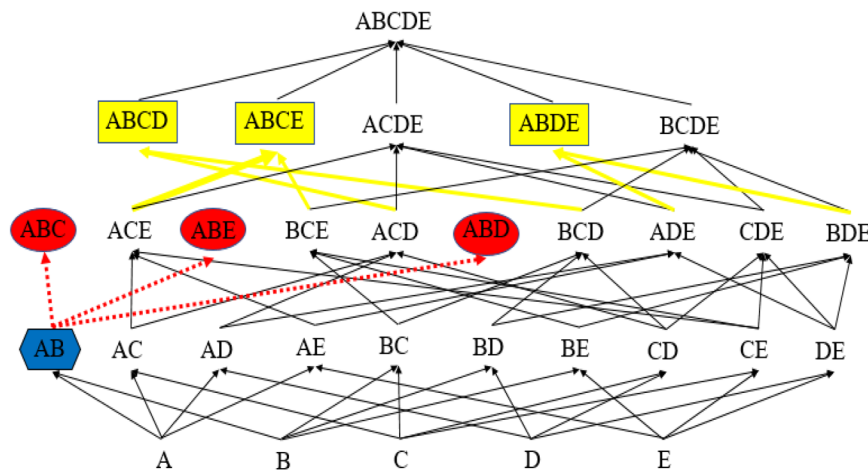 ABCDE
ABCD ABCE ACDE ABDE BCDE
ABC ACE ABE BCE ACD ABD BCD ADE CDE BDE
AB AC AD AE BC BD BE CD CE DE
A B C D E